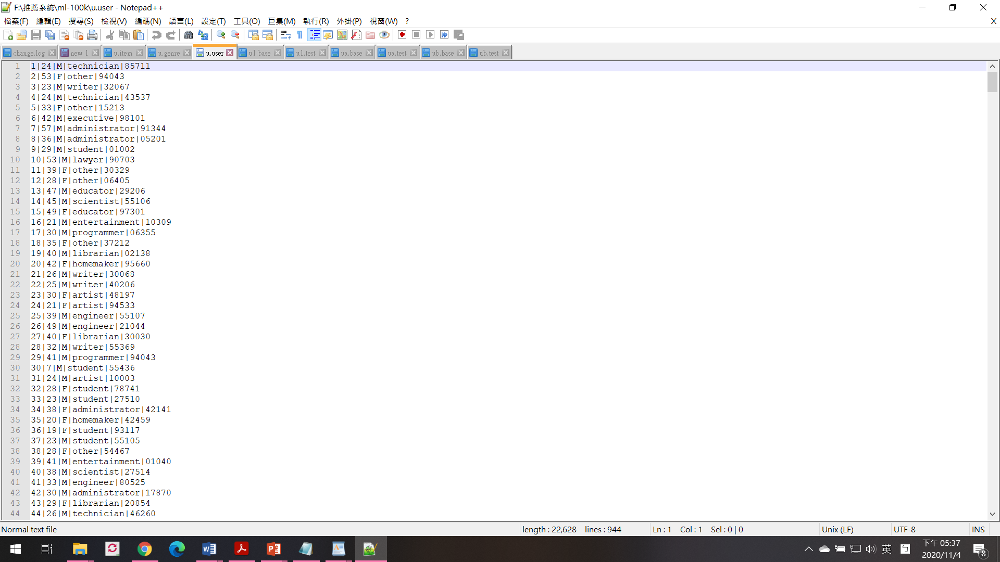 F:\推薦系統\ml-100k\u.user - Notepad++
檔案(F) 編輯(E) 搜尋(S) 檢視(V) 編碼(N) 語言(L) 設定(T) 工具(O) 巨集(M) 執行(R) 外掛(P) 視窗(W) ? X
change.log new 1 u.item u.genre u.user u1.base u1.test ua.base ua.test ub.base ub.test
1 1|24|M|technician|85711
2 2|53|F|other|94043
3 3|23|M|writer|32067
4 4|24|M|technician|43537
5 5|33|F|other|15213
6 6|42|M|executive|98101
7 7|57|M|administrator|91344
8 8|36|M|administrator|05201
9 9|29|M|student|01002
10 10|53|M|lawyer|90703
11 11|39|F|other|30329
12 12|28|F|other|06405
13 13|47|M|educator|29206
14 14|45|M|scientist|55106
15 15|49|F|educator|97301
16 16|21|M|entertainment|10309
17 17|30|M|programmer|06355
18 18|35|F|other|37212
19 19|40|M|librarian|02138
20 20|42|F|homemaker|95660
21 21|26|M|writer|30068
22 22|25|M|writer|40206
23 23|30|F|artist|48197
24 24|21|F|artist|94533
25 25|39|M|engineer|55107
26 26|49|M|engineer|21044
27 27|40|F|librarian|30030
28 28|32|M|writer|55369
29 29|41|M|programmer|94043
30 30|7|M|student|55436
31 31|24|M|artist|10003
32 32|28|F|student|78741
33 33|23|M|student|27510
34 34|38|F|administrator|42141
35 35|20|F|homemaker|42459
36 36|19|F|student|93117
37 37|23|M|student|55105
38 38|28|F|other|54467
39 39|41|M|entertainment|01040
40 40|38|M|scientist|27514
41 41|33|M|engineer|80525
42 42|30|M|administrator|17870
43 43|29|F|librarian|20854
44 44|26|M|technician|46260
Normal text file length : 22,628 lines : 944 Ln : 1 Col : 1 Sel : 0 | 0 Unix (LF) UTF-8 INS
英 下午 05:37
2020/11/4 8